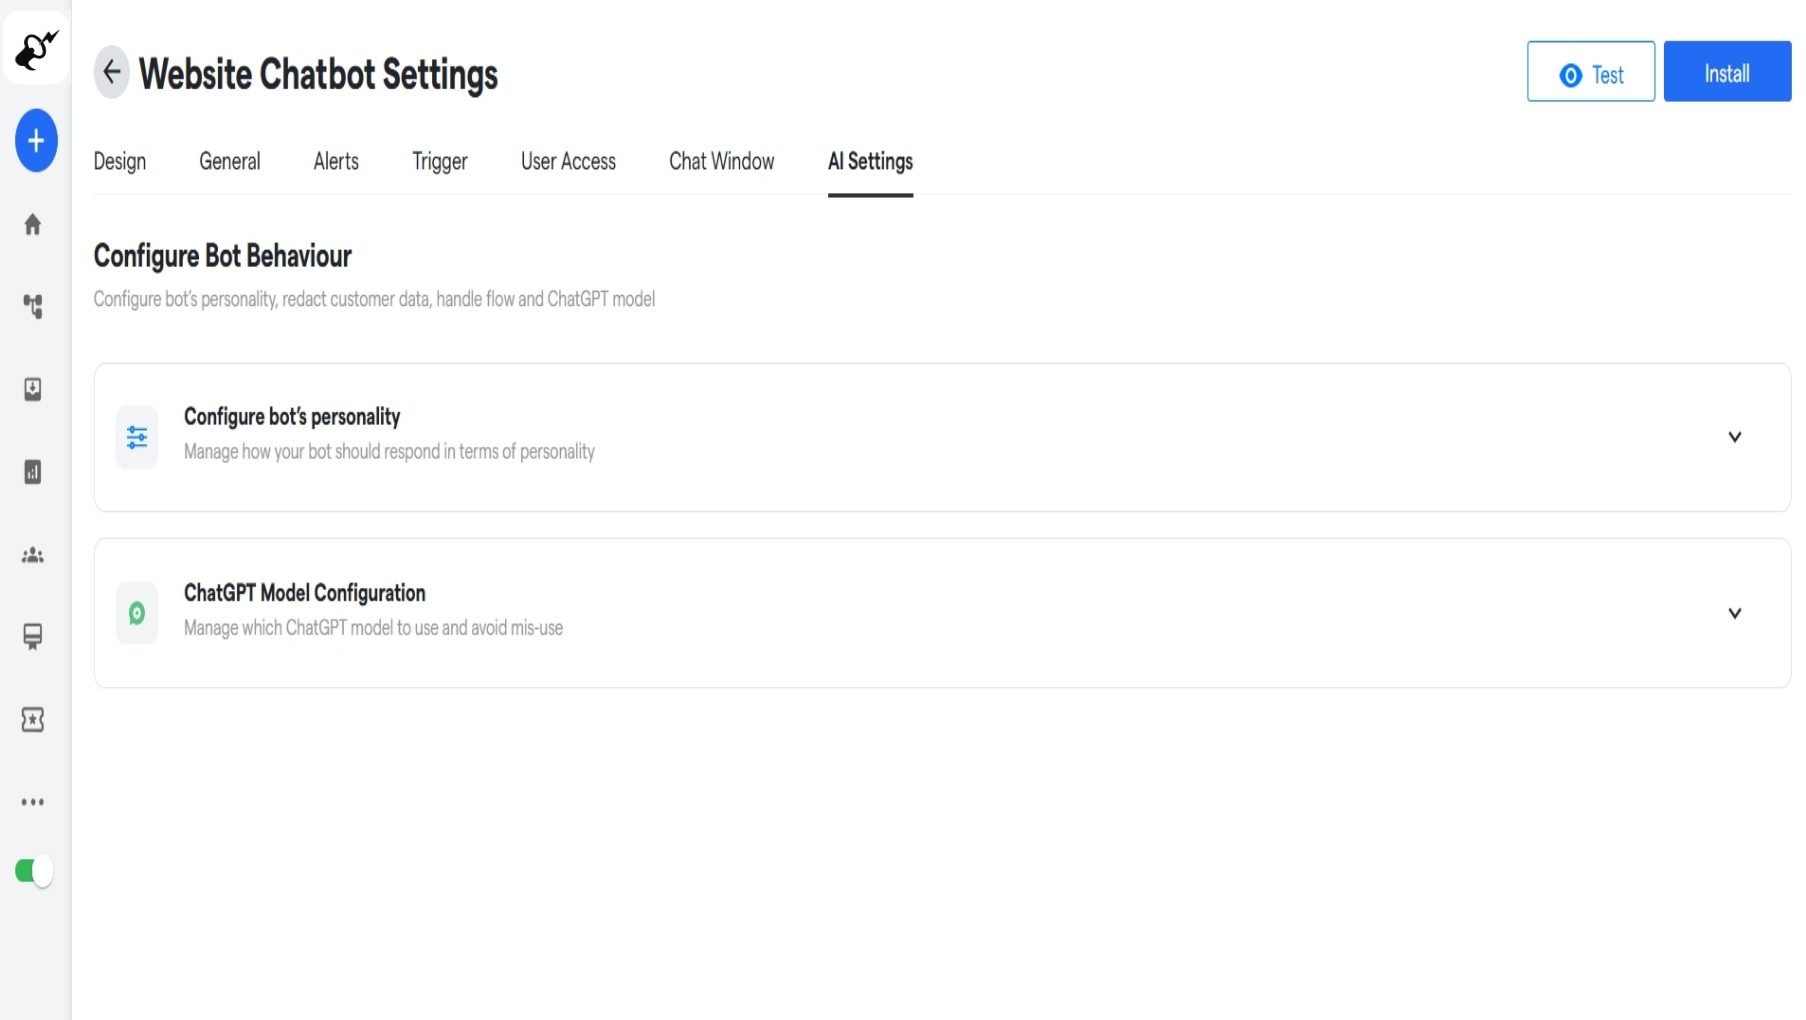 Website Chatbot Settings
Test
Install
Design
General
Alerts
Trigger
User Access
Chat Window
AI Settings
Configure Bot Behaviour
Configure bot's personality, redact customer data, handle flow and ChatGPT model
Configure bot's personality
Manage how your bot should respond in terms of personality
ChatGPT Model Configuration
Manage which ChatGPT model to use and avoid mis-use